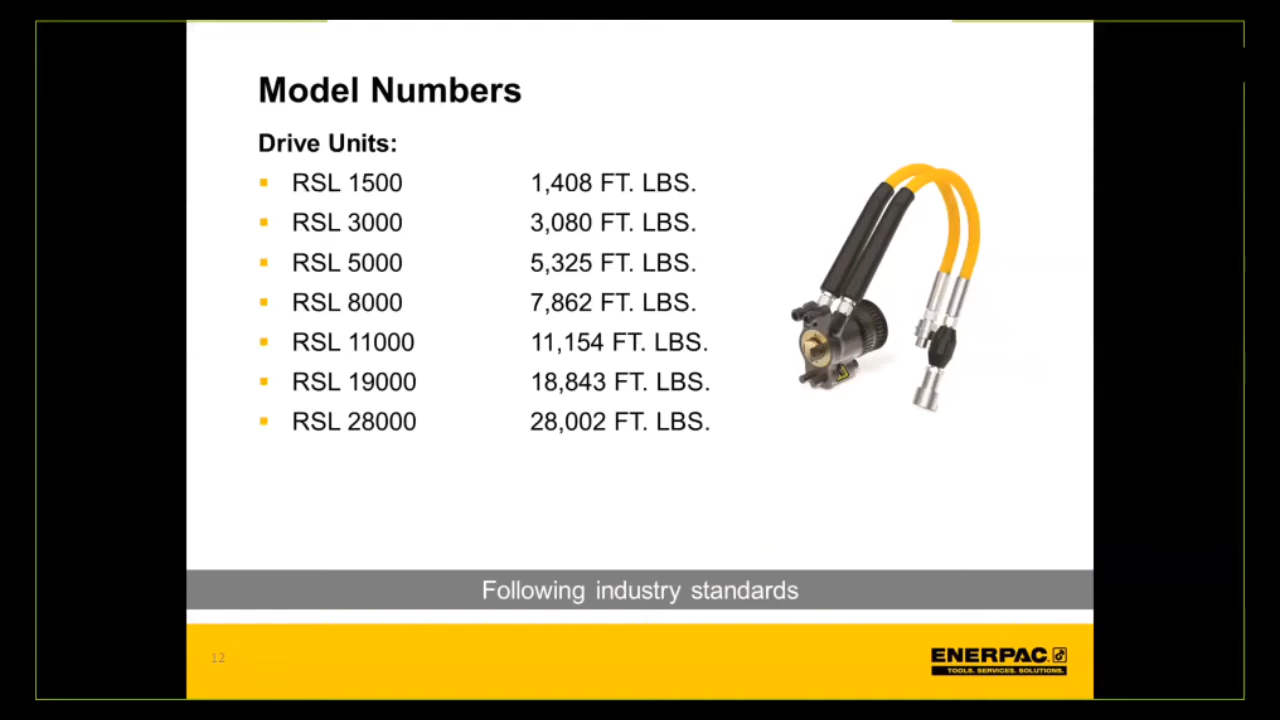 Model Numbers
Drive Units:
RSL 1500 1,408 FT. LBS.
RSL 3000 3,080 FT. LBS.
RSL 5000 5,325 FT. LBS.
RSL 8000 7,862 FT. LBS.
RSL 11000 11,154 FT. LBS.
RSL 19000 18,843 FT. LBS.
RSL 28000 28,002 FT. LBS.
Following industry standards
12
ENERPAC
TOOLS. SERVICES. SOLUTIONS.